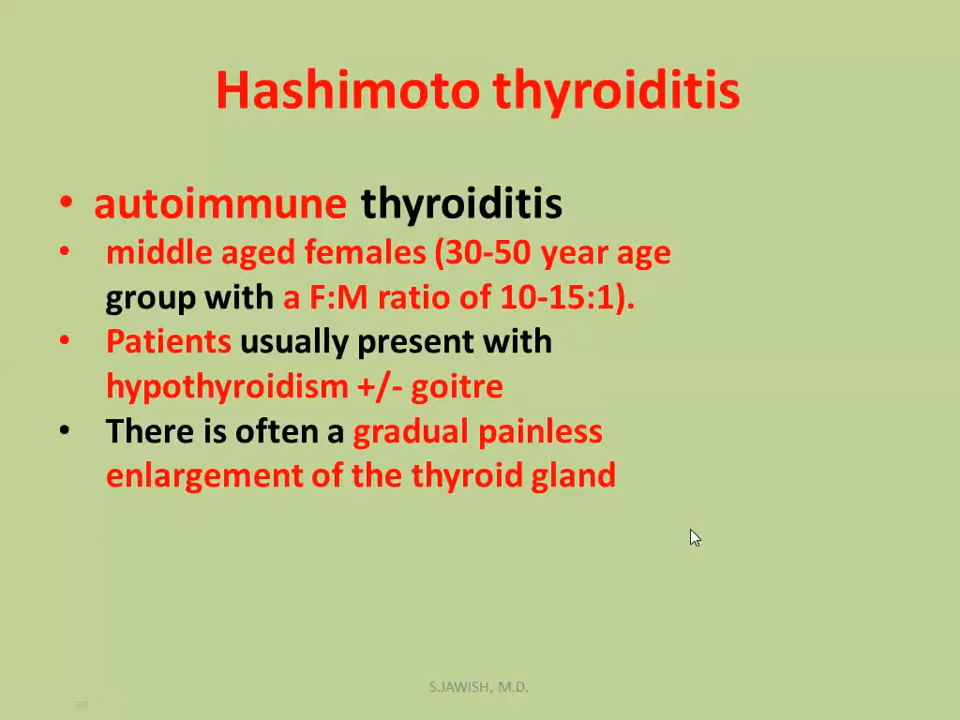 Hashimoto thyroiditis
• autoimmune thyroiditis
• middle aged females (30-50 year age
group with a F:M ratio of 10-15:1).
• Patients usually present with
hypothyroidism +/- goitre
• There is often a gradual painless
enlargement of the thyroid gland
S.JAWISH, M.D.